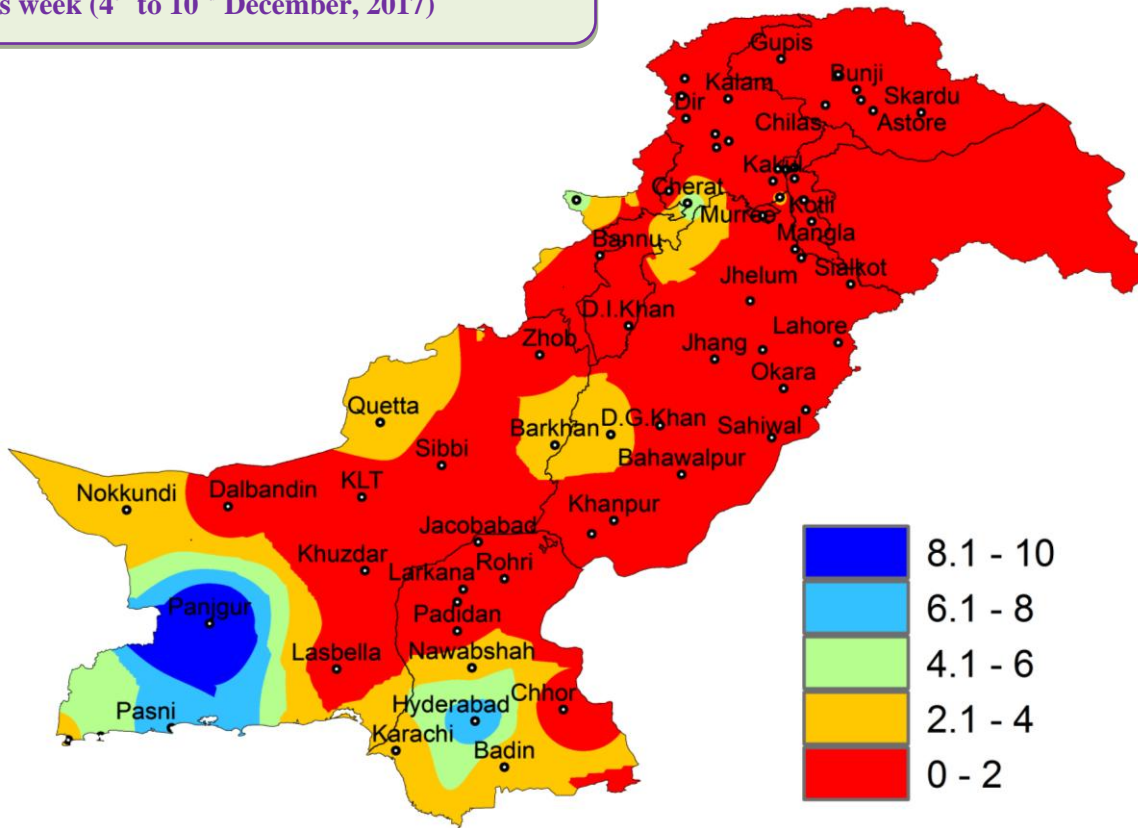 s week (4 to 10 December, 2017)
Gupis
Bunji
Kalam
Skardu
Dir
Astore
Chilas
Kakul
Cherat
Kotli
Murree
Mangla
Bannu
Sialkot
Jhelum
D.I.Khan
Lahore
Zhob
Jhang
Okara
Quetta
D.G.Khan
Barkhan
Sahiwal
Sibbi
Bahawalpur
KLT
Nokkundi
Dalbandin
Khanpur
Jacobabad
Khuzdar
Rohri
Larkana
Panjgur
Padidan
Lasbella
Nawabshah
Chhor
Hyderabad
Pasni
Karachi
Badin
8.1 - 10
6.1 - 8
4.1 - 6
2.1 - 4
0 - 2